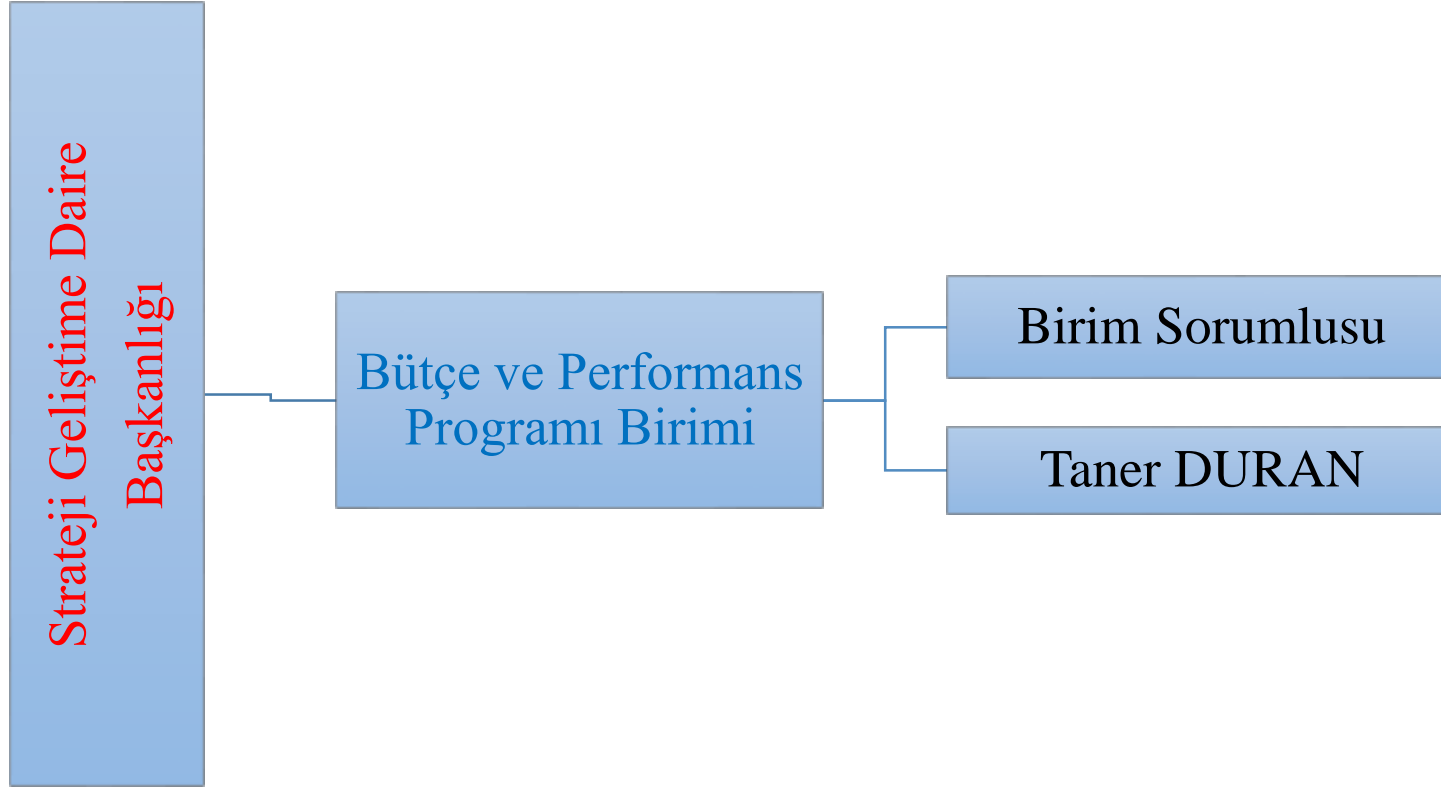 Strateji Geliştime Daire
Başkanlığı
Bütçe ve Performans
Programı Birimi
Birim Sorumlusu
Taner DURAN